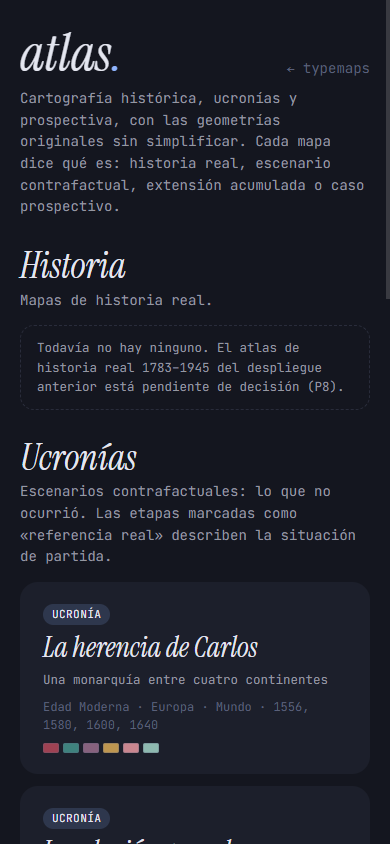 atlas.
← typemaps
Cartografía histórica, ucronías y
prospectiva, con las geometrías
originales sin simplificar. Cada mapa
dice qué es: historia real, escenario
contrafactual, extensión acumulada o caso
prospectivo.
Historia
Mapas de historia real.
Todavía no hay ninguno. El atlas de
historia real 1783–1945 del despliegue
anterior está pendiente de decisión (P8).
Ucronías
Escenarios contrafactuales: lo que no
ocurrió. Las etapas marcadas como
«referencia real» describen la situación
de partida.
UCRONÍA
La herencia de Carlos
Una monarquía entre cuatro continentes
Edad Moderna · Europa · Mundo · 1556,
1580, 1600, 1640
UCRONÍA